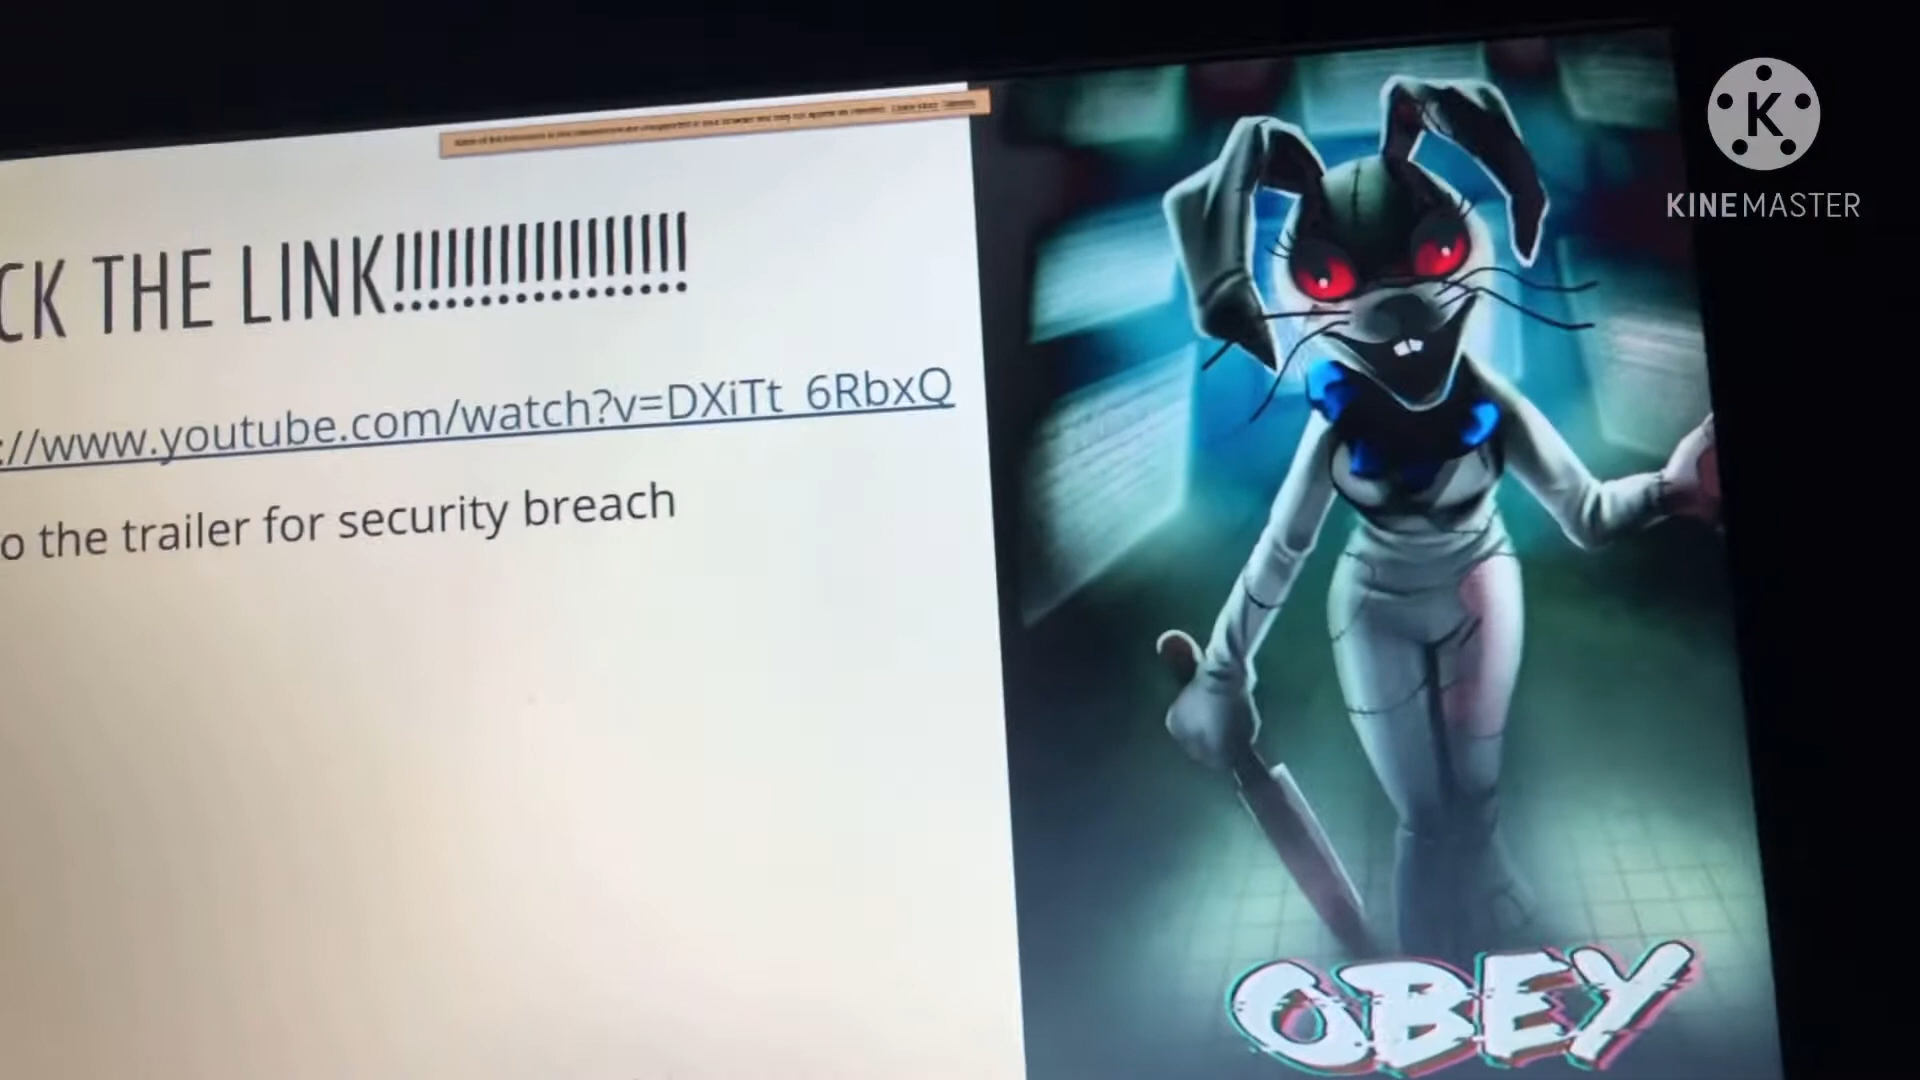 CK THE LINK!!!!!!!!!!!!!!!!!!
://www.youtube.com/watch?v=DXiTt_6RbxQ
o the trailer for security breach
K
KINEMASTER
OBEY